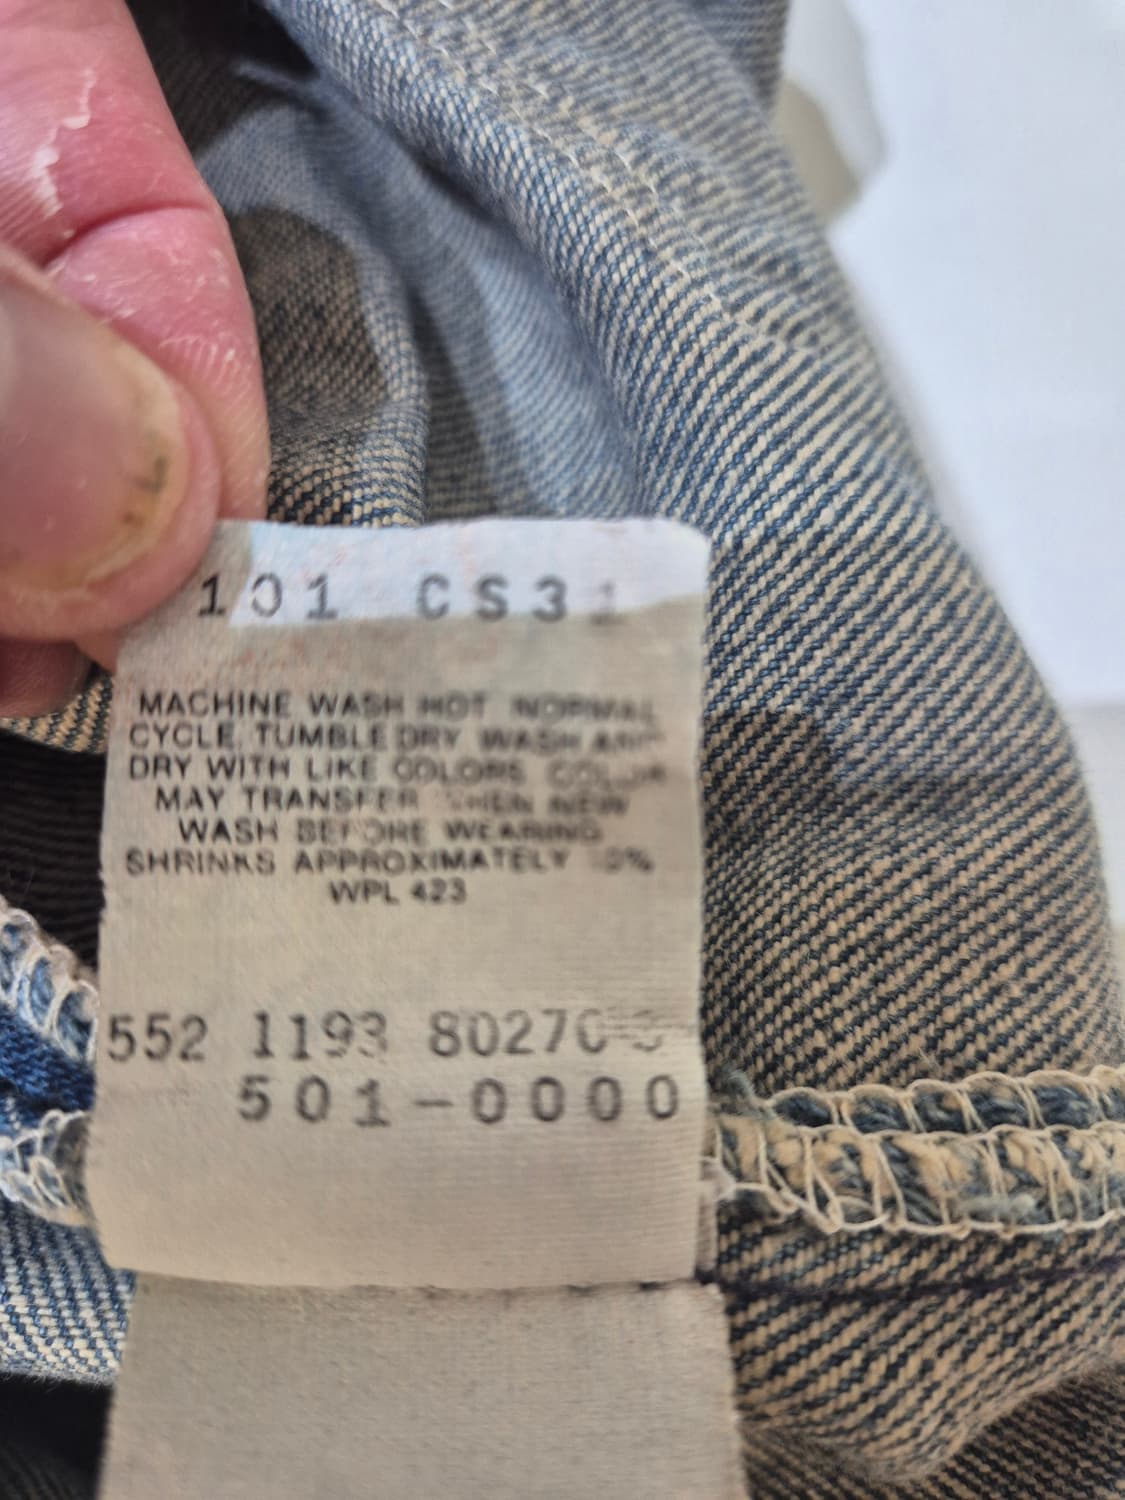 101 CS31
MACHINE WASH HOT NORMAL
CYCLE, TUMBLE DRY WASH AND
DRY WITH LIKE COLORS COLOR
MAY TRANSFER WHEN NEW
WASH BEFORE WEARING
SHRINKS APPROXIMATELY
WPL 423
552 1193
501-0000